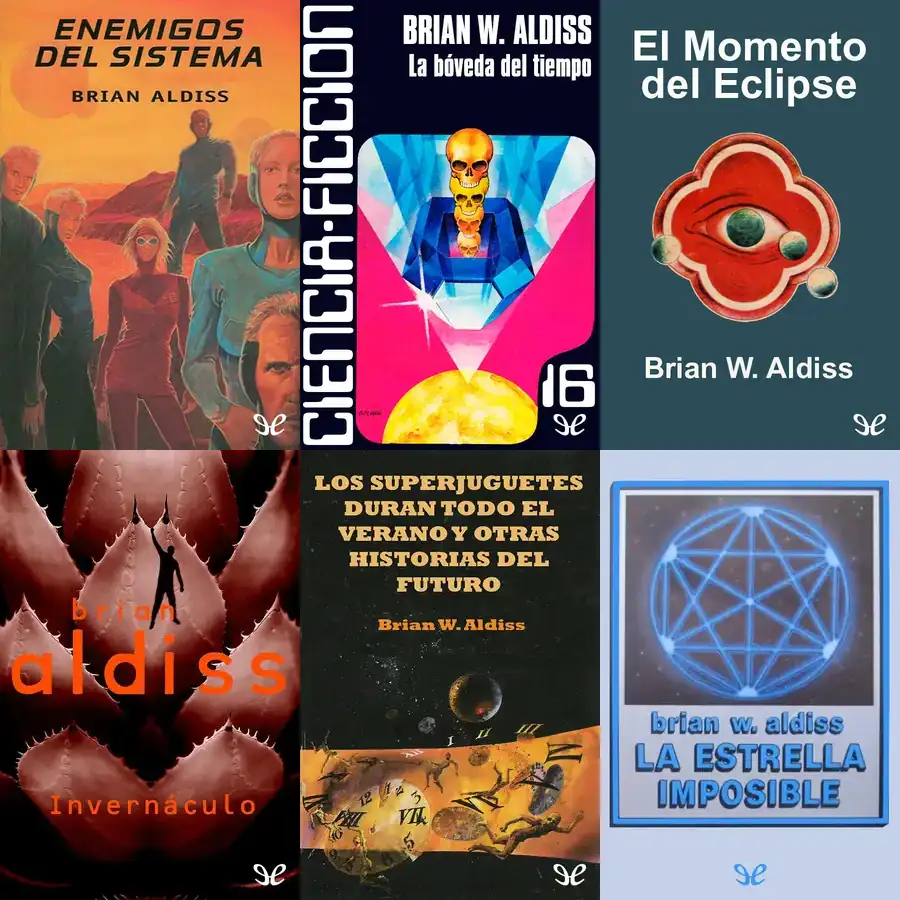 ENEMIGOS
DEL SISTEMA
BRIAN ALDISS
CIENCIA-FICCION
BRIAN W. ALDISS
La bóveda del tiempo
16
El Momento
del Eclipse
Brian W. Aldiss
brian
aldiss
Invernáculo
LOS SUPERJUGUETES
DURAN TODO EL
VERANO Y OTRAS
HISTORIAS DEL
FUTURO
Brian W. Aldiss
brian w. aldiss
LA ESTRELLA
IMPOSIBLE